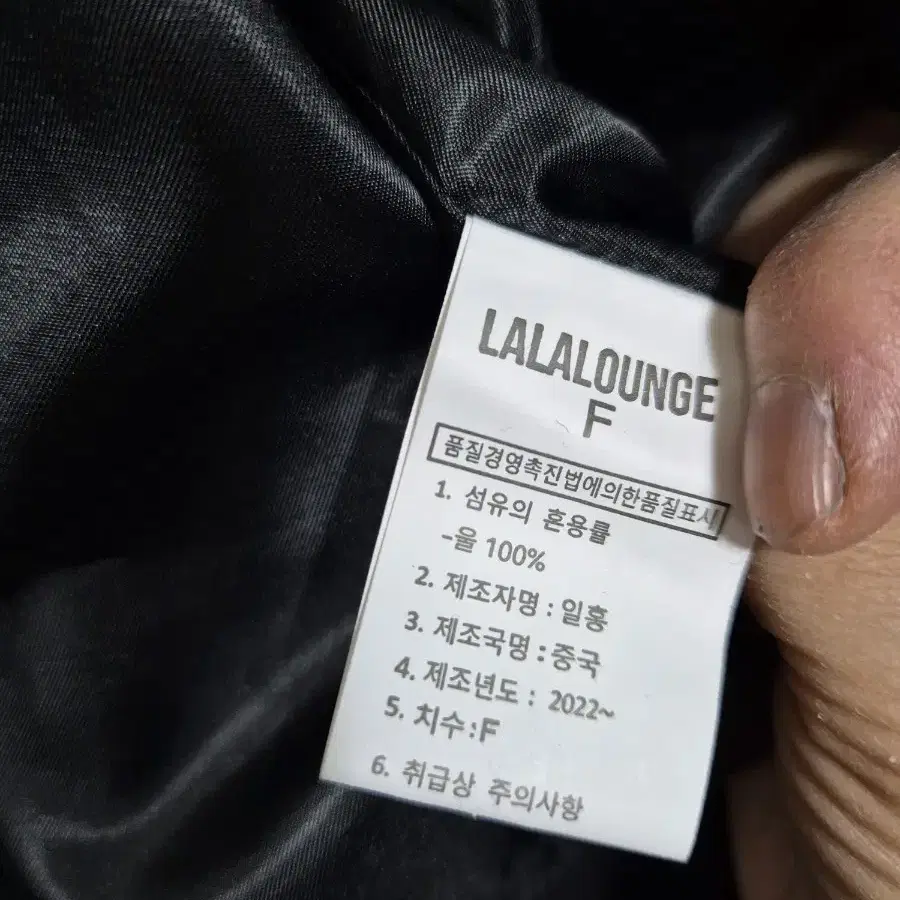 LALALOUNGE
F
품질경영촉진법에의한품질표시
1. 섬유의 혼용률
-울 100%
2. 제조자명 : 일홍
3. 제조국명 : 중국
4. 제조년도 : 2022~
5. 치수 : F
6. 취급상 주의사항